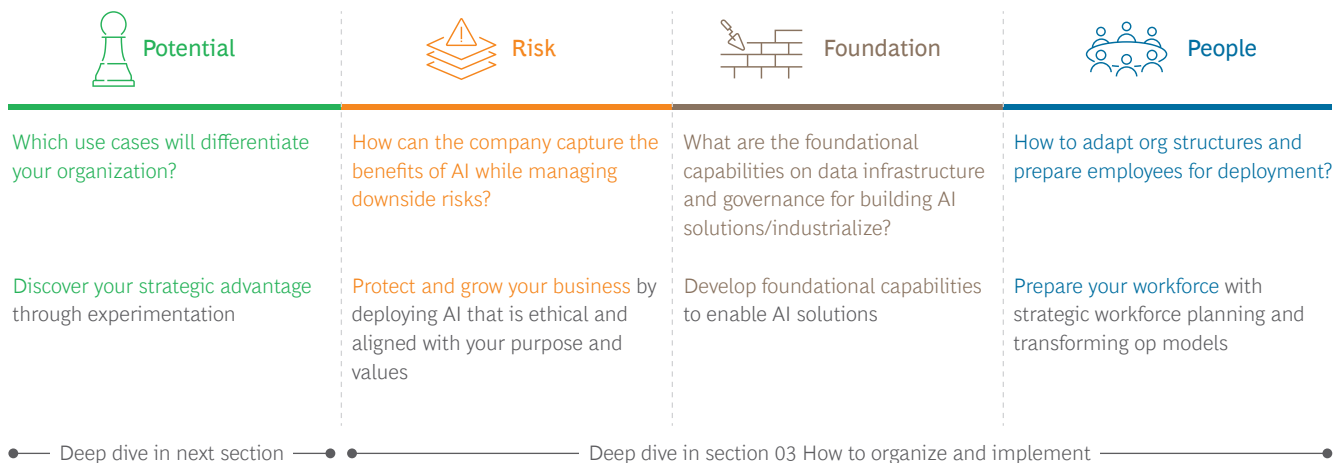 Potential
Risk
Foundation
People
Which use cases will differentiate
your organization?
How can the company capture the
benefits of AI while managing
downside risks?
What are the foundational
capabilities on data infrastructure
and governance for building AI
solutions/industrialize?
How to adapt org structures and
prepare employees for deployment?
Discover your strategic advantage
through experimentation
Protect and grow your business by
deploying AI that is ethical and
aligned with your purpose and
values
Develop foundational capabilities
to enable AI solutions
Prepare your workforce with
strategic workforce planning and
transforming op models
Deep dive in next section
Deep dive in section 03 How to organize and implement